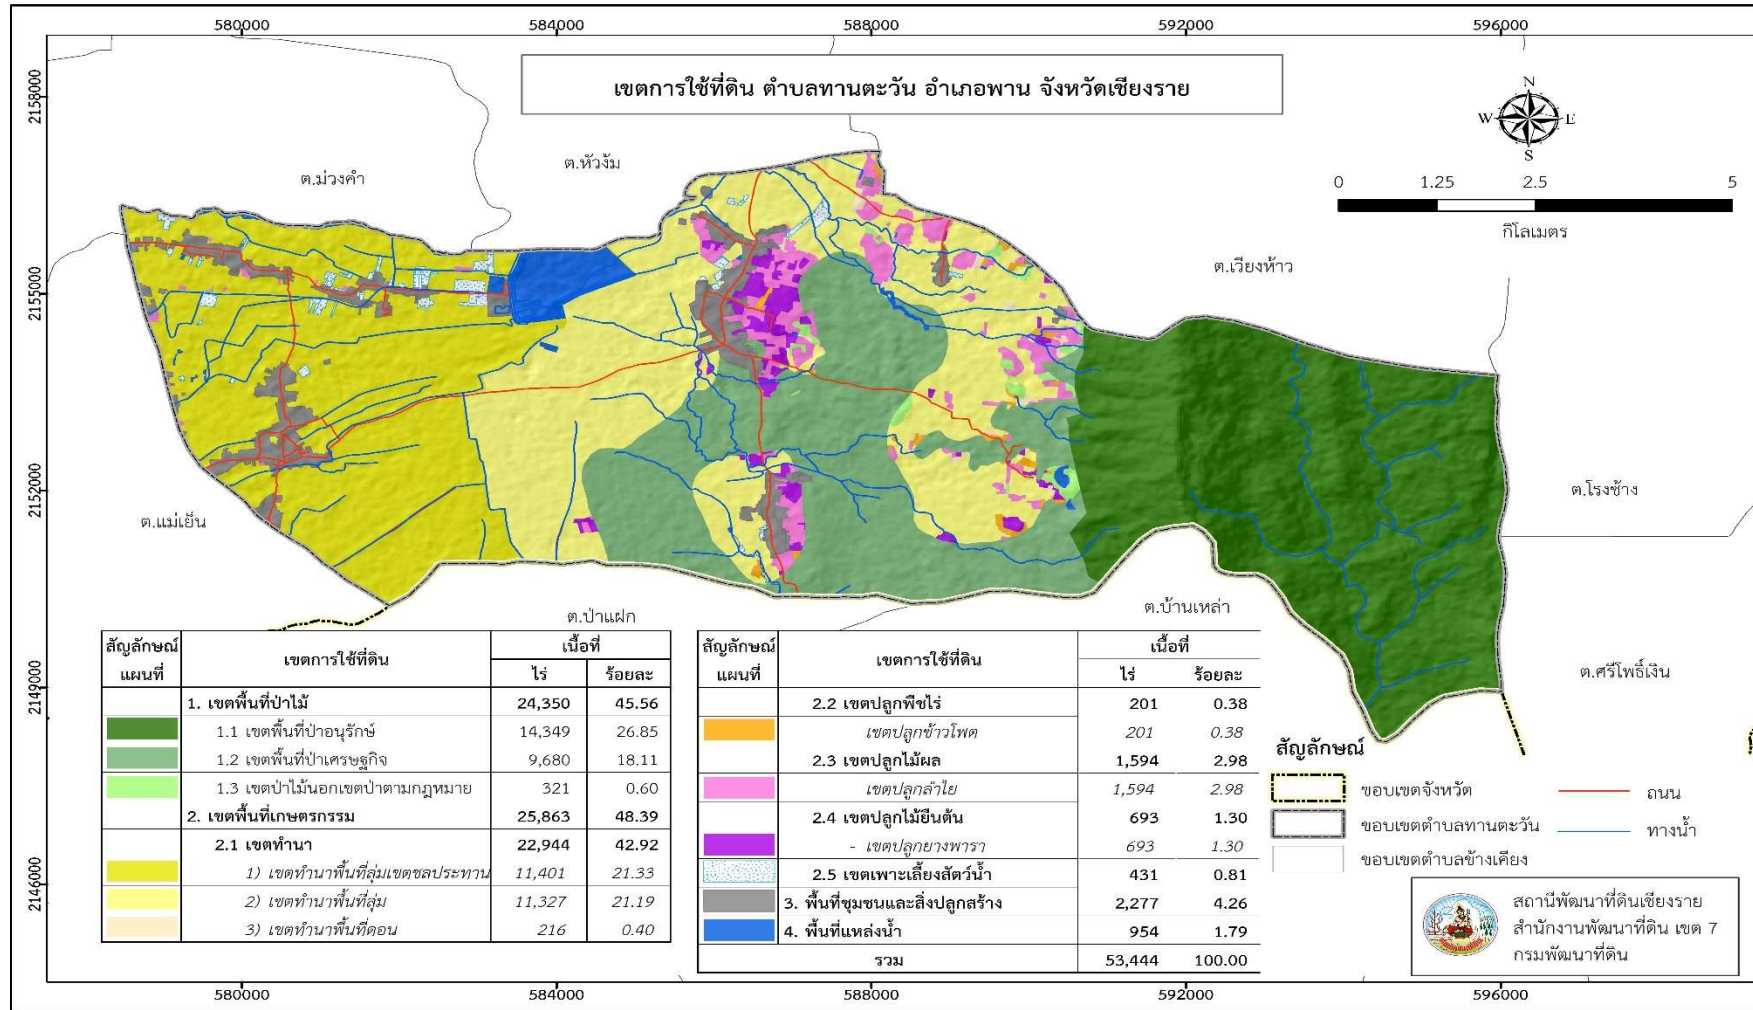 580000 584000 588000 592000 596000
เขตการใช้ที่ดิน ตำบลทานตะวัน อำเภอพาน จังหวัดเชียงราย
N
W E
S
0 1.25 2.5 5
กิโลเมตร
2158000
2155000
2152000
2149000
2146000
ต.ม่วงคำ
ต.หัวง้ม
ต.เวียงห้าว
ต.โรงช้าง
ต.แม่เย็น
ต.ป่าแฝก
ต.บ้านเหล่า
ต.ศรีโพธิ์เงิน
สัญลักษณ์ เขตการใช้ที่ดิน เนื้อที่
แผนที่ ไร่ ร้อยละ
1. เขตพื้นที่ป่าไม้ 24,350 45.56
1.1 เขตพื้นที่ป่าอนุรักษ์ 14,349 26.85
1.2 เขตพื้นที่ป่าเศรษฐกิจ 9,680 18.11
1.3 เขตป่าไม้นอกเขตป่าตามกฎหมาย 321 0.60
2. เขตพื้นที่เกษตรกรรม 25,863 48.39
2.1 เขตทำนา 22,944 42.92
1) เขตทำนาพื้นที่ลุ่มเขตชลประทาน 11,401 21.33
2) เขตทำนาพื้นที่ลุ่ม 11,327 21.19
3) เขตทำนาพื้นที่ดอน 216 0.40
สัญลักษณ์ เขตการใช้ที่ดิน เนื้อที่
แผนที่ ไร่ ร้อยละ
2.2 เขตปลูกพืชไร่ 201 0.38
เขตปลูกข้าวโพด 201 0.38
2.3 เขตปลูกไม้ผล 1,594 2.98
เขตปลูกลำไย 1,594 2.98
2.4 เขตปลูกไม้ยืนต้น 693 1.30
- เขตปลูกยางพารา 693 1.30
2.5 เขตเพาะเลี้ยงสัตว์น้ำ 431 0.81
3. พื้นที่ชุมชนและสิ่งปลูกสร้าง 2,277 4.26
4. พื้นที่แหล่งน้ำ 954 1.79
รวม 53,444 100.00
สัญลักษณ์
ขอบเขตจังหวัด ถนน
ขอบเขตตำบลทานตะวัน ทางน้ำ
ขอบเขตตำบลข้างเคียง
สถานีพัฒนาที่ดินเชียงราย
สำนักงานพัฒนาที่ดิน เขต 7
กรมพัฒนาที่ดิน
580000 584000 588000 592000 596000